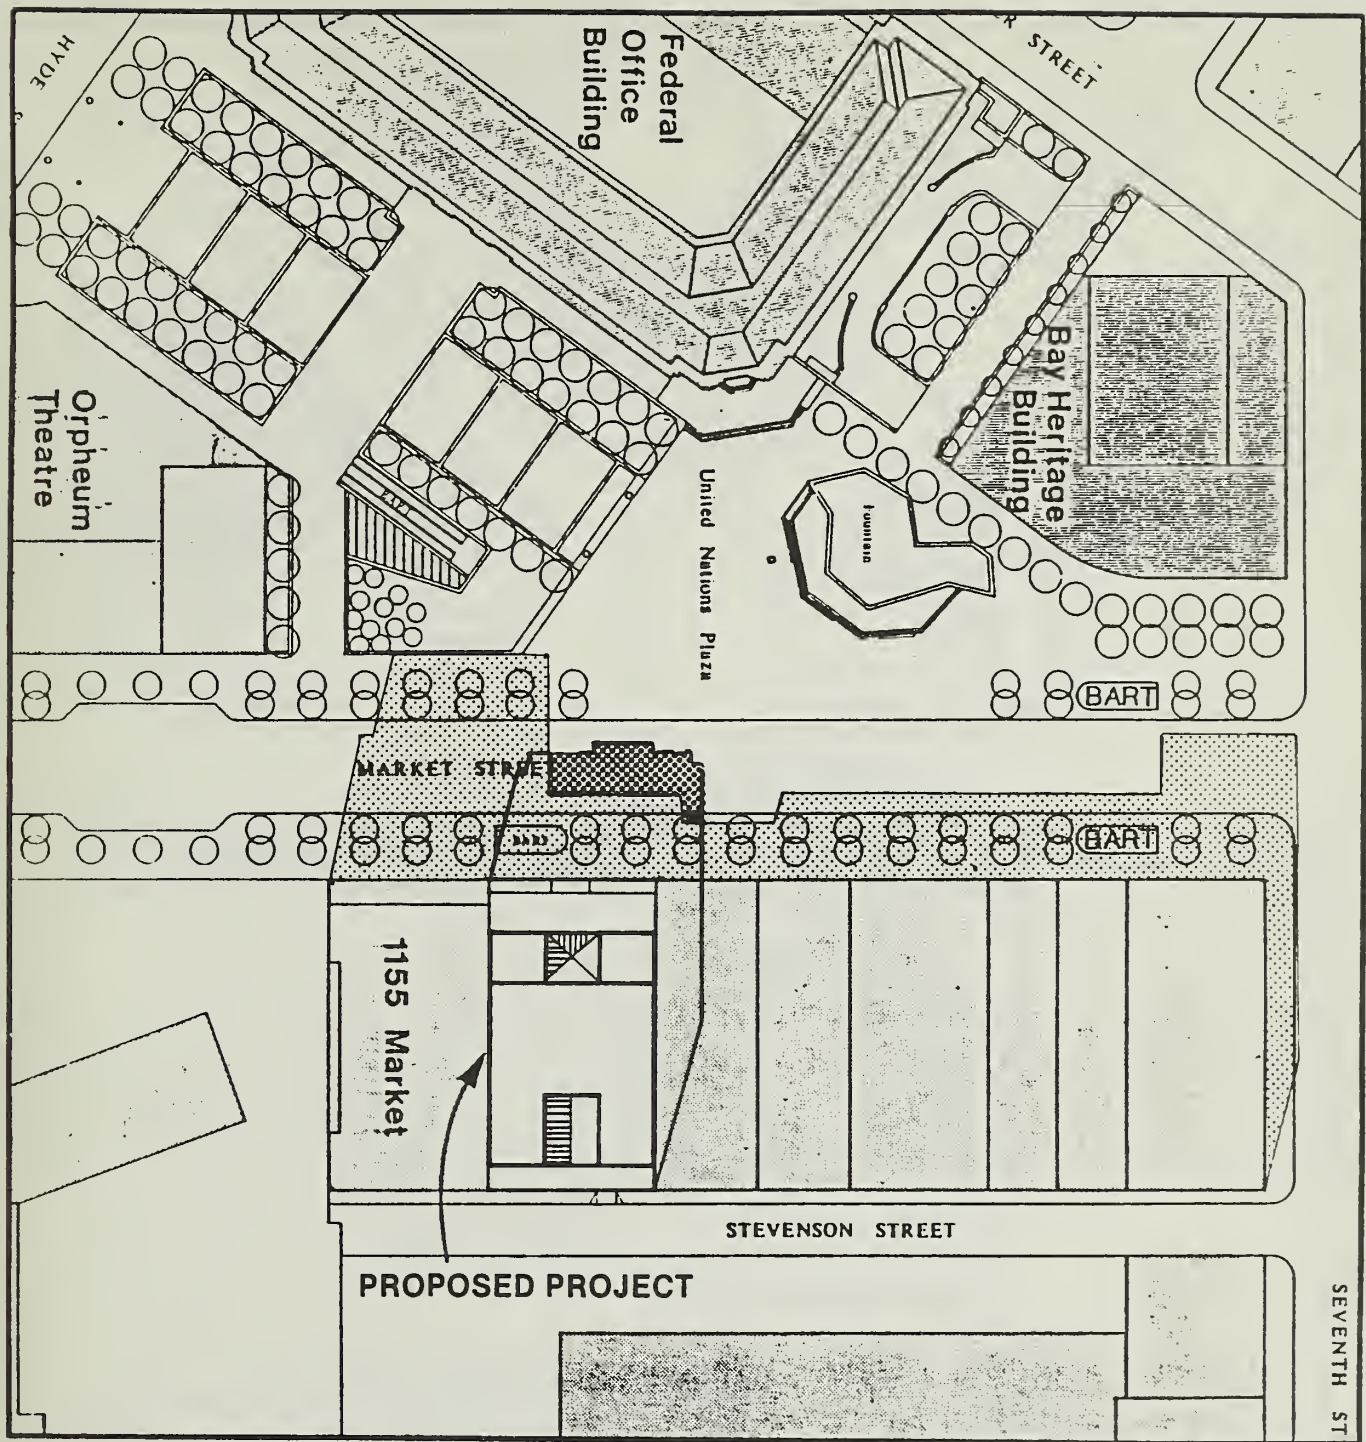 HYDE
Federal
Office
Building
R STREET
Bay Heritage
Building
Orpheum
Theatre
United Nations Plaza
Fountain
BART
MARKET STREET
BART
BART
1155 Market
STEVENSON STREET
PROPOSED PROJECT
SEVENTH ST